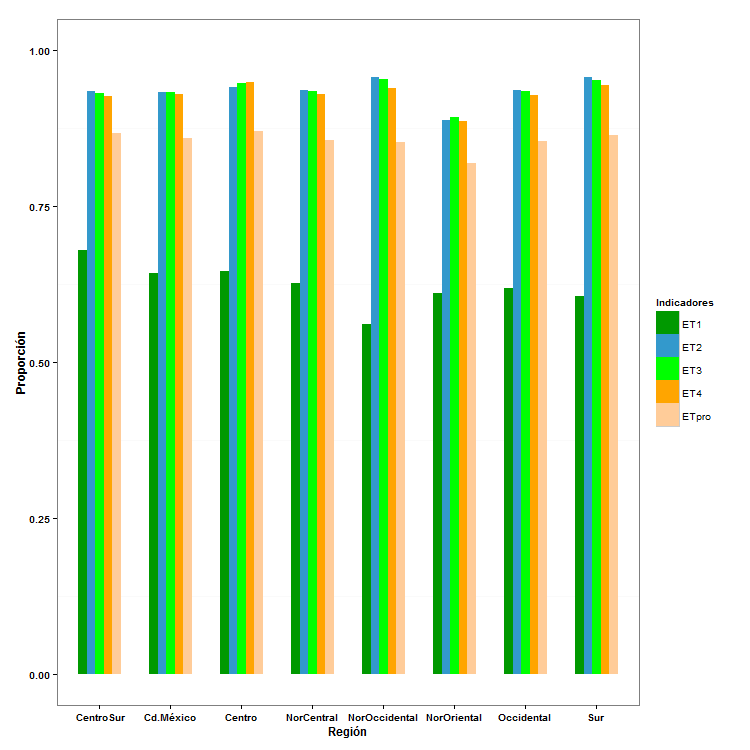 1.00
0.75
0.50
0.25
0.00
Proporción
CentroSur Cd.México Centro NorCentral NorOccidental NorOriental Occidental Sur
Región
Indicadores
ET1
ET2
ET3
ET4
ETpro